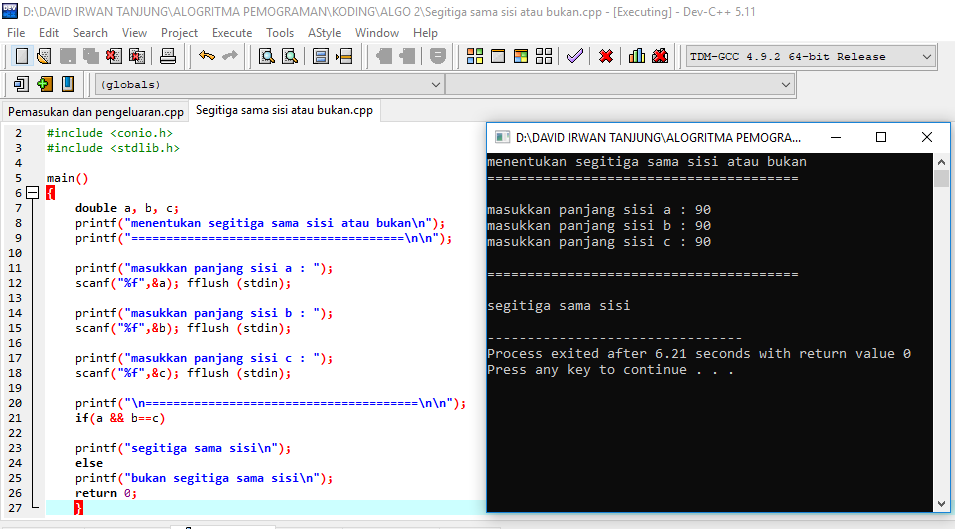 D:\DAVID IRWAN TANJUNG\ALOGRITMA PEMOGRAMAN\KODING\ALGO 2\Segitiga sama sisi atau bukan.cpp - [Executing] - Dev-C++ 5.11
File Edit Search View Project Execute Tools AStyle Window Help
TDM-GCC 4.9.2 64-bit Release
(globals)
Pemasukan dan pengeluaran.cpp Segitiga sama sisi atau bukan.cpp
2 #include <conio.h>
3 #include <stdlib.h>
4
5 main()
6 {
7 double a, b, c;
8 printf("menentukan segitiga sama sisi atau bukan\n");
9 printf("=======================================\n\n");
10
11 printf("masukkan panjang sisi a : ");
12 scanf("%f",&a); fflush (stdin);
13
14 printf("masukkan panjang sisi b : ");
15 scanf("%f",&b); fflush (stdin);
16
17 printf("masukkan panjang sisi c : ");
18 scanf("%f",&c); fflush (stdin);
19
20 printf("\n=======================================\n\n");
21 if(a && b==c)
22
23 printf("segitiga sama sisi\n");
24 else
25 printf("bukan segitiga sama sisi\n");
26 return 0;
27 }
D:\DAVID IRWAN TANJUNG\ALOGRITMA PEMOGRA...
menentukan segitiga sama sisi atau bukan
=======================================
masukkan panjang sisi a : 90
masukkan panjang sisi b : 90
masukkan panjang sisi c : 90
=======================================
segitiga sama sisi
--------------------------------
Process exited after 6.21 seconds with return value 0
Press any key to continue . . .